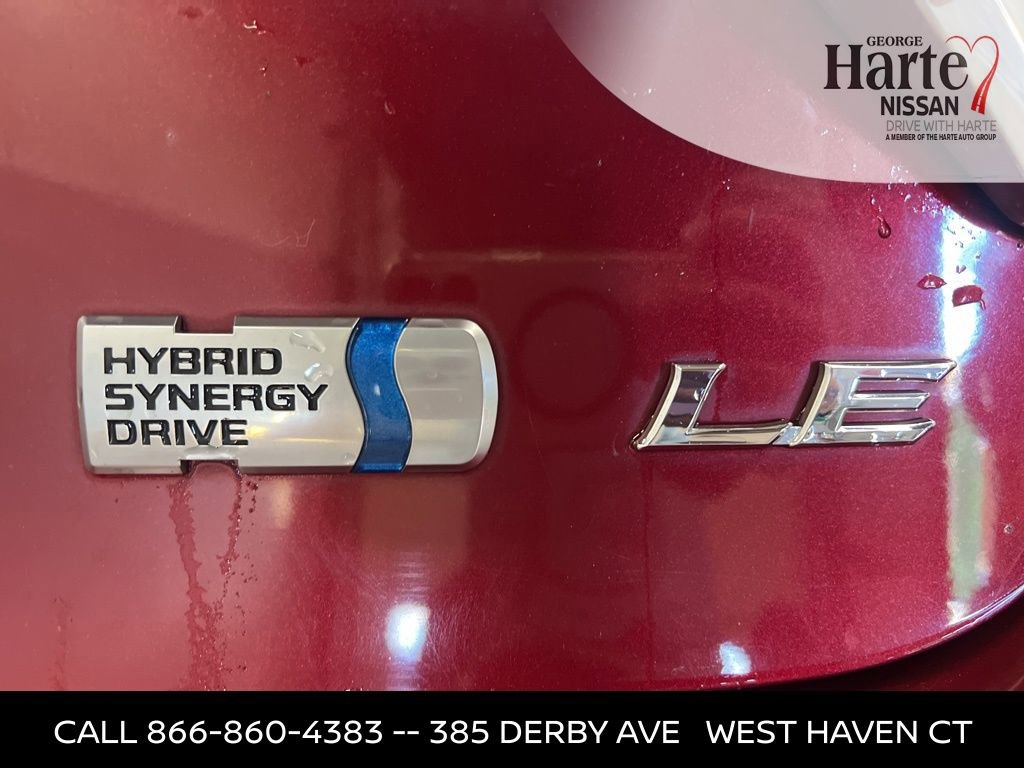 GEORGE
Harte
NISSAN
DRIVE WITH HARTE
A MEMBER OF THE HARTE AUTO GROUP
HYBRID
SYNERGY
DRIVE
LE
CALL 866-860-4383 -- 385 DERBY AVE WEST HAVEN CT